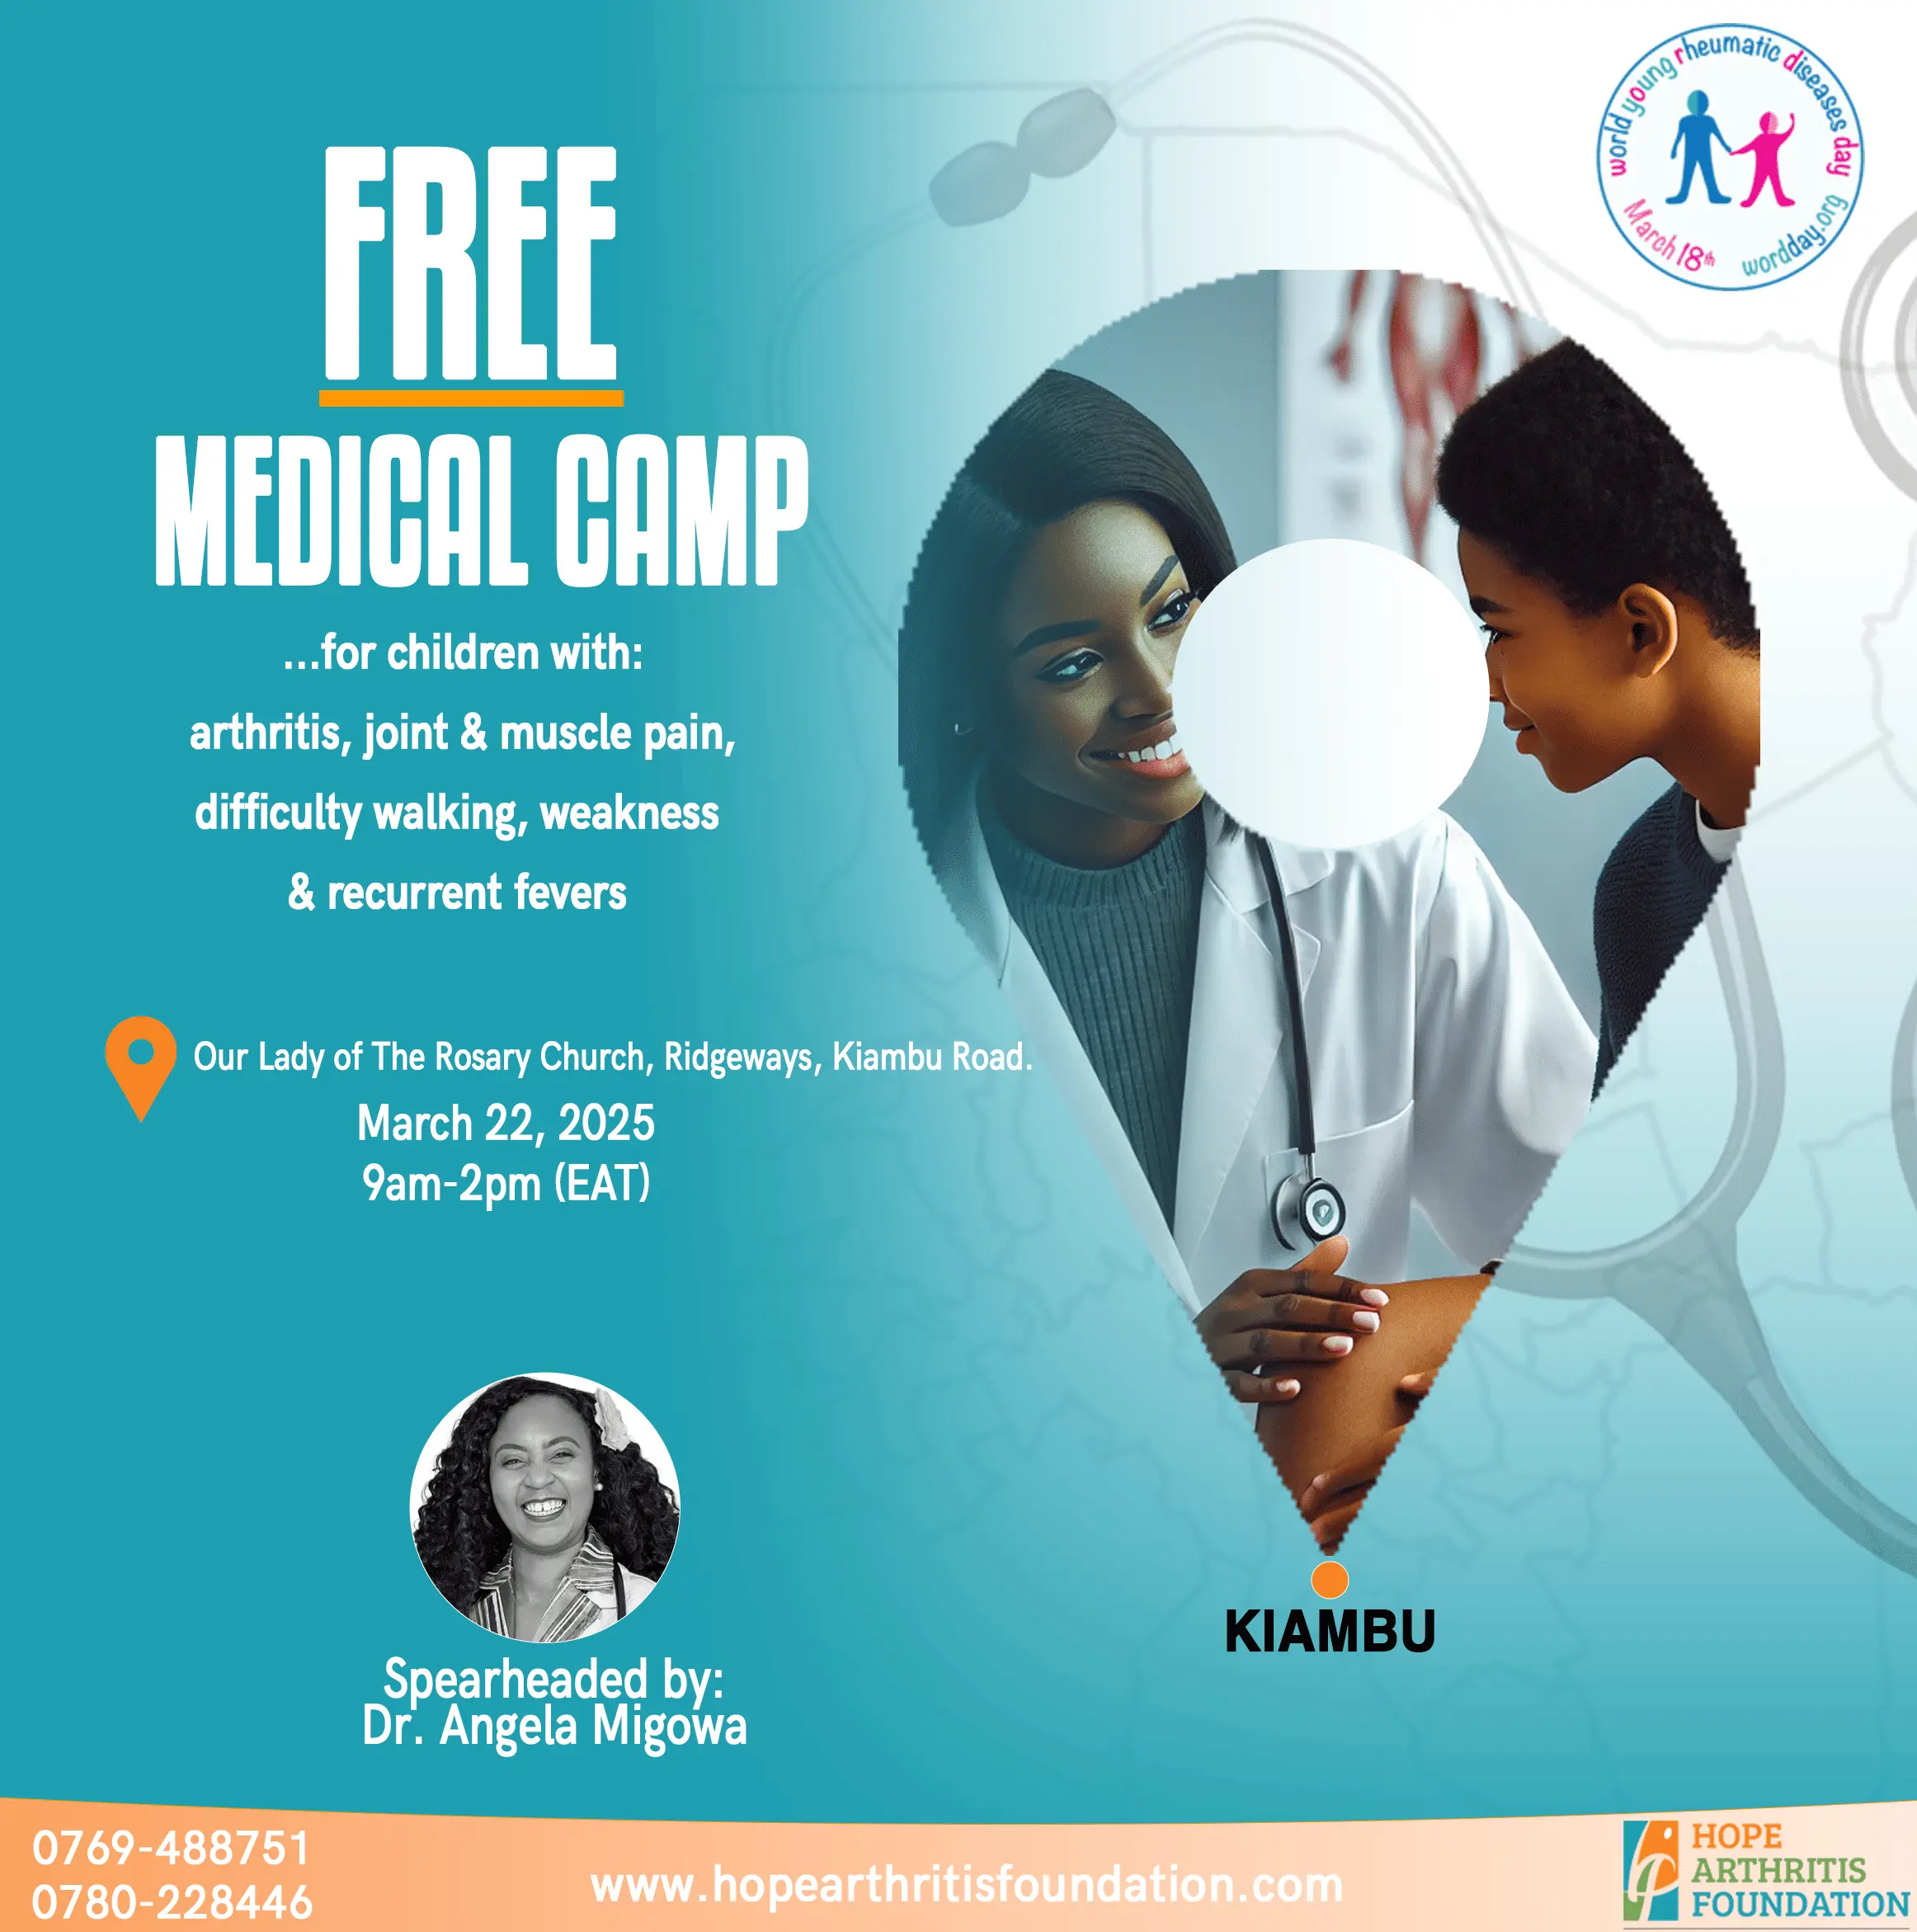 world young rheumatic diseases day
March 18th wordday.org
FREE
MEDICAL CAMP
...for children with:
arthritis, joint & muscle pain,
difficulty walking, weakness
& recurrent fevers
Our Lady of The Rosary Church, Ridgeways, Kiambu Road.
March 22, 2025
9am-2pm (EAT)
KIAMBU
Spearheaded by:
Dr. Angela Migowa
0769-488751
0780-228446
www.hopearthritisfoundation.com
HOPE
ARTHRITIS
FOUNDATION